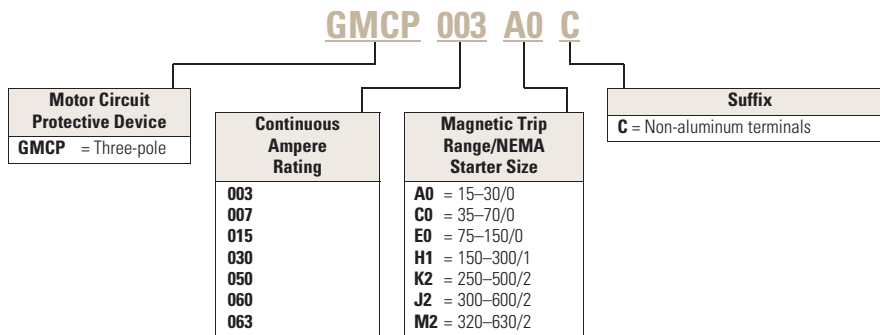 GMCP 003 A0 C
Motor Circuit
Protective Device
GMCP = Three-pole
Continuous
Ampere
Rating
003
007
015
030
050
060
063
Magnetic Trip
Range/NEMA
Starter Size
A0 = 15–30/0
C0 = 35–70/0
E0 = 75–150/0
H1 = 150–300/1
K2 = 250–500/2
J2 = 300–600/2
M2 = 320–630/2
Suffix
C = Non-aluminum terminals